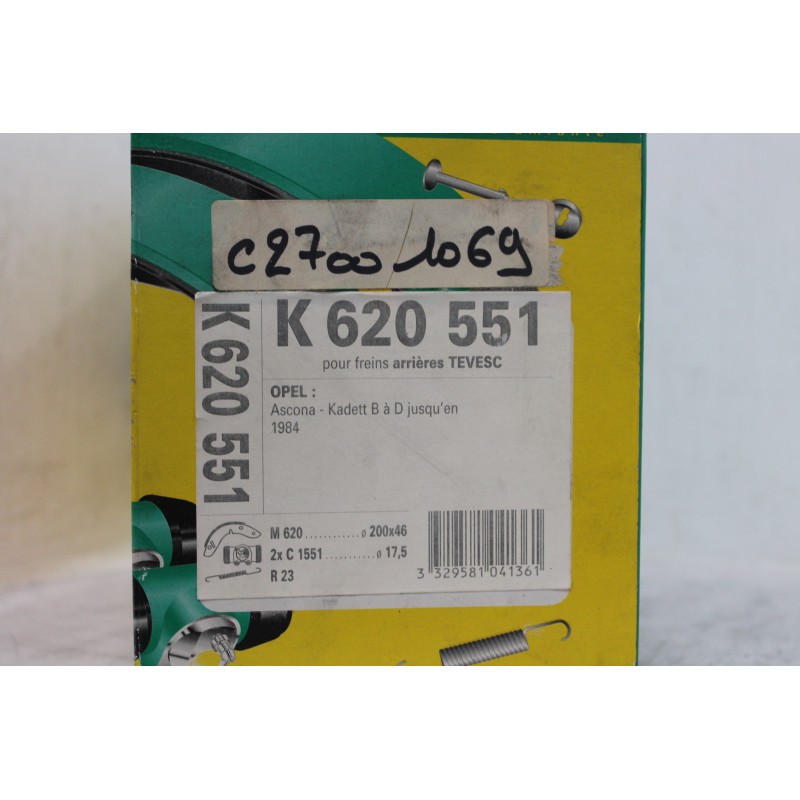 c2700/1069
K 620 551
K 620 551
pour freins arrières TEVESC
OPEL :
Ascona - Kadett B à D jusqu'en
1984
M 620 ............ ø 200x46
2x C 1551 ........... ø 17,5
R 23
3 329581 041361